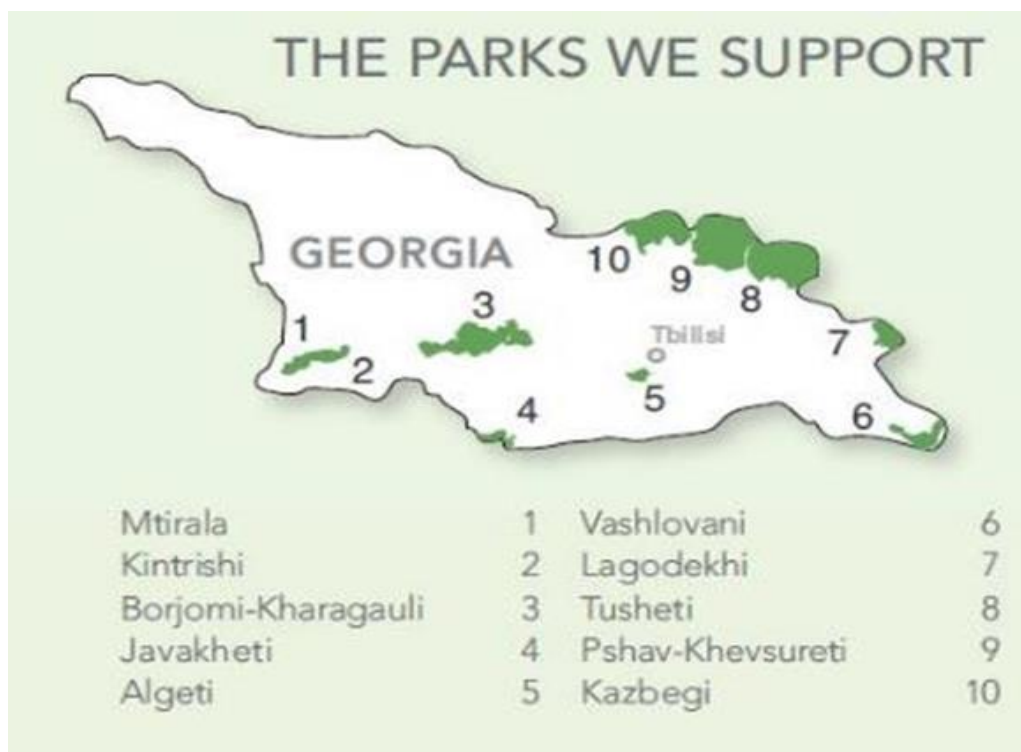 THE PARKS WE SUPPORT
GEORGIA
10
9
8
3
1
2
Tbilisi
7
5
4
6
Mtirala 1 Vashlovani 6
Kintrishi 2 Lagodekhi 7
Borjomi-Kharagauli 3 Tusheti 8
Javakheti 4 Pshav-Khevsureti 9
Algeti 5 Kazbegi 10